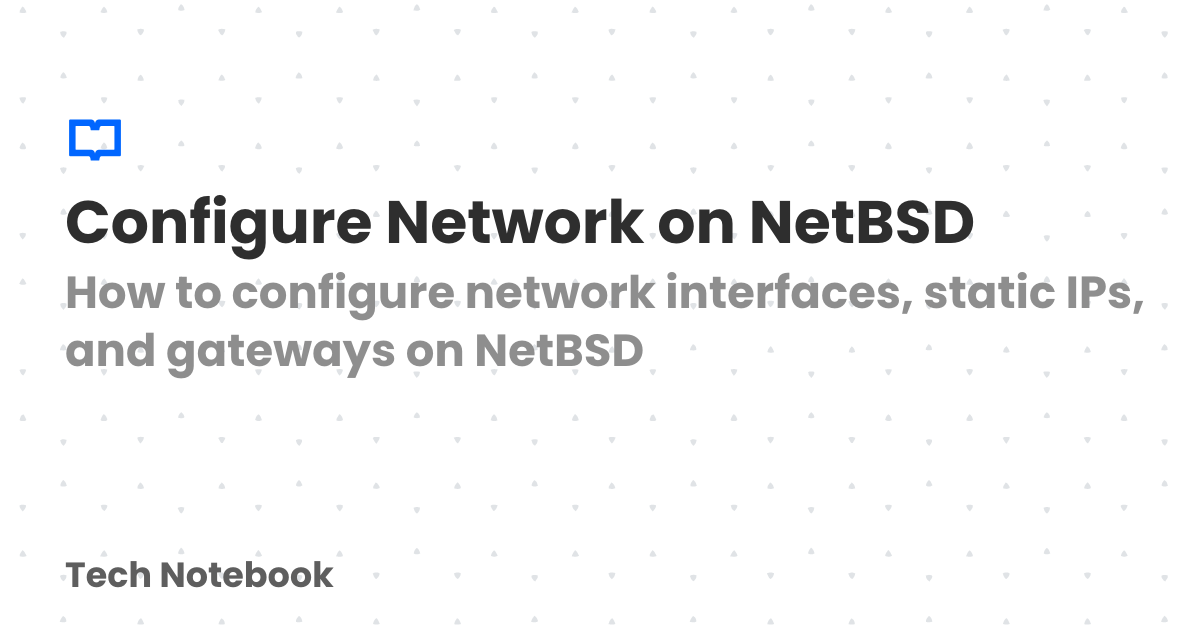 Configure Network on NetBSD
How to configure network interfaces, static IPs,
and gateways on NetBSD
Tech Notebook